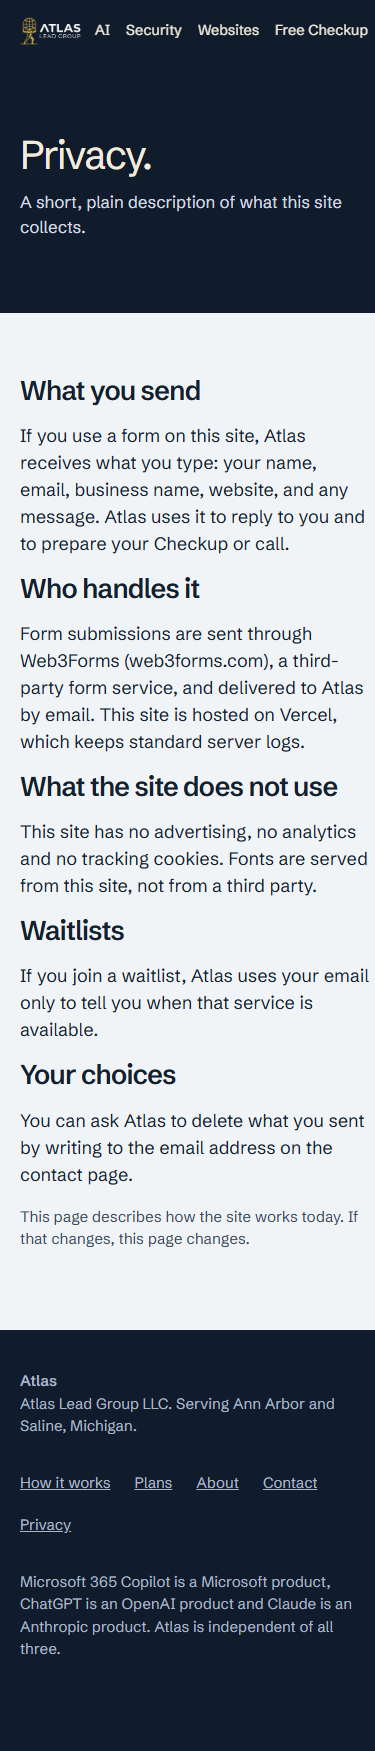 ATLAS
LEAD GROUP
AI Security Websites Free Checkup
Privacy.
A short, plain description of what this site
collects.
What you send
If you use a form on this site, Atlas
receives what you type: your name,
email, business name, website, and any
message. Atlas uses it to reply to you and
to prepare your Checkup or call.
Who handles it
Form submissions are sent through
Web3Forms (web3forms.com), a third-
party form service, and delivered to Atlas
by email. This site is hosted on Vercel,
which keeps standard server logs.
What the site does not use
This site has no advertising, no analytics
and no tracking cookies. Fonts are served
from this site, not from a third party.
Waitlists
If you join a waitlist, Atlas uses your email
only to tell you when that service is
available.
Your choices
You can ask Atlas to delete what you sent
by writing to the email address on the
contact page.
This page describes how the site works today. If
that changes, this page changes.
Atlas
Atlas Lead Group LLC. Serving Ann Arbor and
Saline, Michigan.
How it works Plans About Contact
Privacy
Microsoft 365 Copilot is a Microsoft product,
ChatGPT is an OpenAI product and Claude is an
Anthropic product. Atlas is independent of all
three.